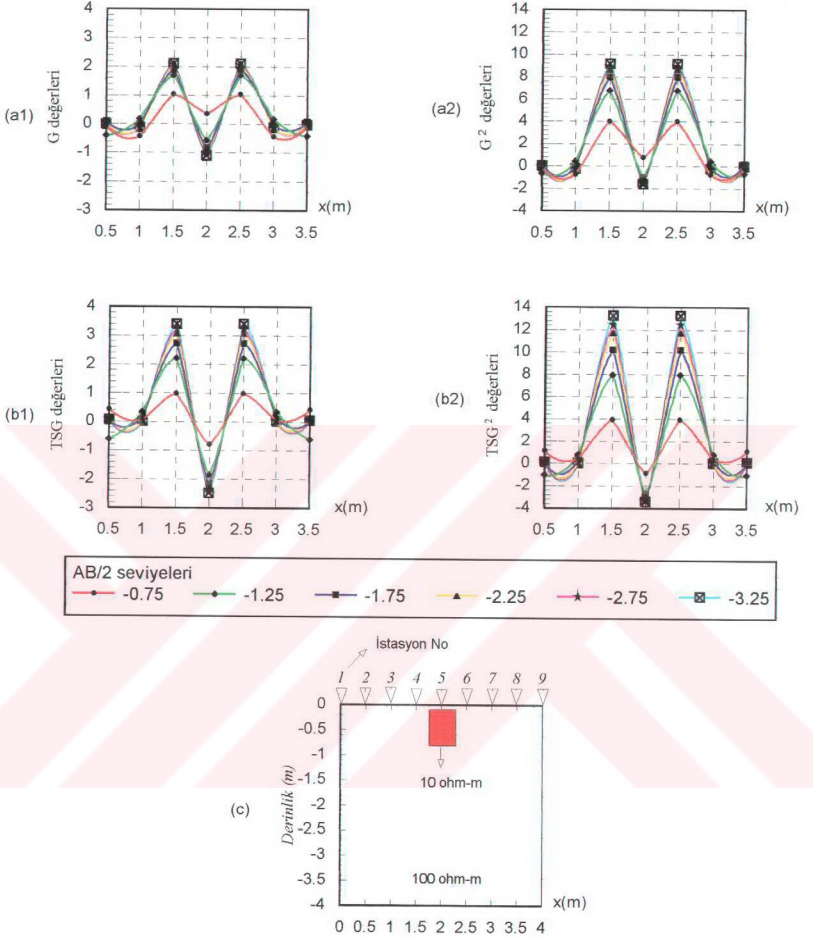 (a1)
G değerleri
4
3
2
1
0
-1
-2
-3
x(m)
0.5 1 1.5 2 2.5 3 3.5
(a2)
G² değerleri
14
12
10
8
6
4
2
0
-2
-4
x(m)
0.5 1 1.5 2 2.5 3 3.5
(b1)
TSG değerleri
4
3
2
1
0
-1
-2
-3
x(m)
0.5 1 1.5 2 2.5 3 3.5
(b2)
TSG² değerleri
14
12
10
8
6
4
2
0
-2
-4
x(m)
0.5 1 1.5 2 2.5 3 3.5
AB/2 seviyeleri
-0.75 -1.25 -1.75 -2.25 -2.75 -3.25
İstasyon No
1 2 3 4 5 6 7 8 9
(c)
Derinlik (m)
0
-0.5
-1
-1.5
-2
-2.5
-3
-3.5
-4
10 ohm-m
100 ohm-m
x(m)
0 0.5 1 1.5 2 2.5 3 3.5 4